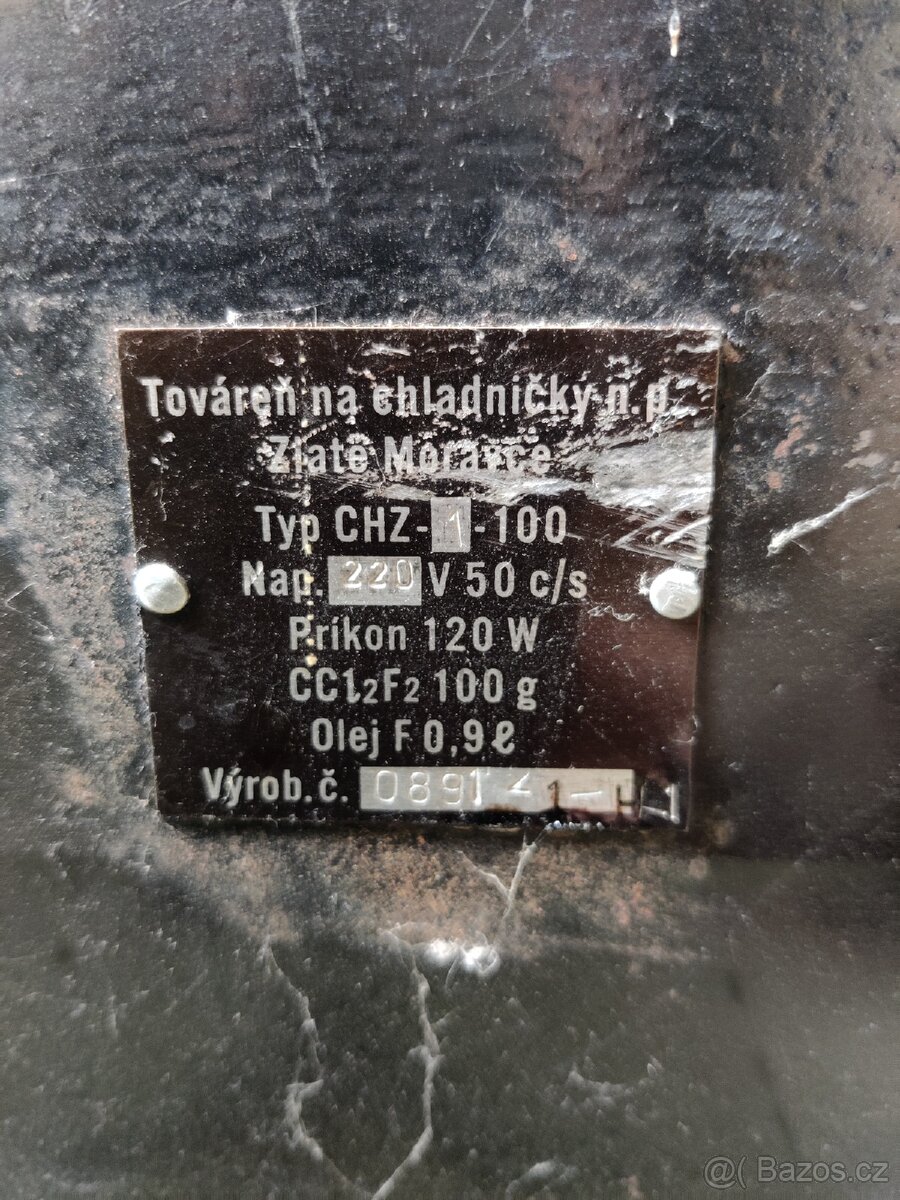 Továreň na chladničky n.p.
Zlaté Moravce
Typ CHZ-1-100
Nap. 220 V 50 c/s
Príkon 120 W
CCl₂F₂ 100 g
Olej F 0,9 ℓ
Výrob.č. 0891
@( Bazos.cz